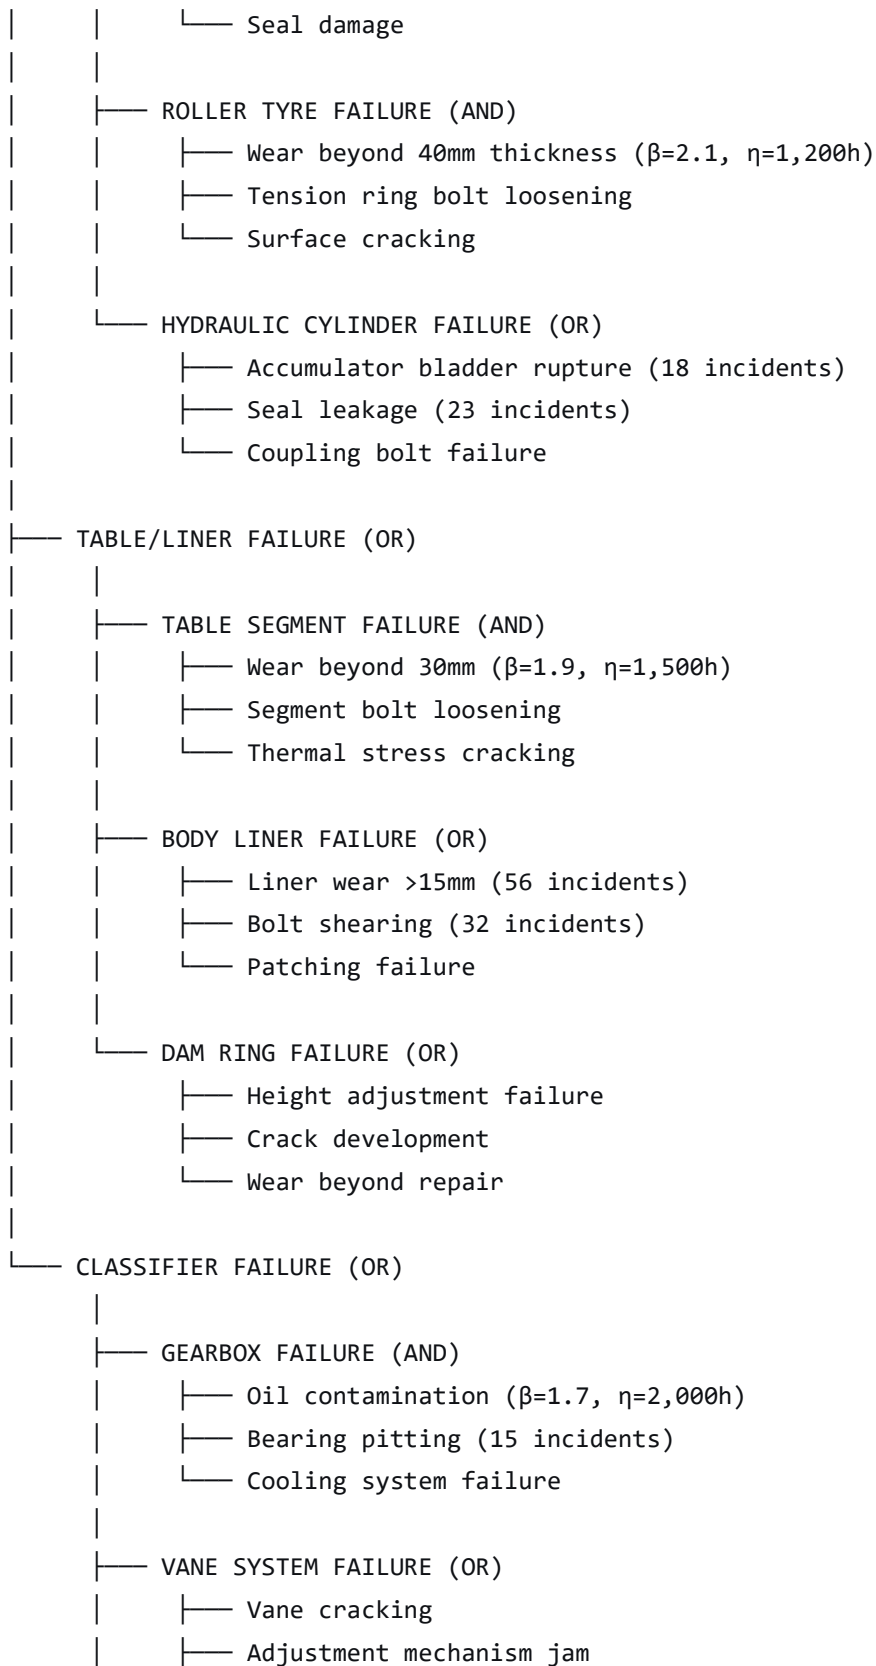 │     │     └─── Seal damage
│     │
│     ├─── ROLLER TYRE FAILURE (AND)
│     │     ├─── Wear beyond 40mm thickness (β=2.1, η=1,200h)
│     │     ├─── Tension ring bolt loosening
│     │     └─── Surface cracking
│     │
│     └─── HYDRAULIC CYLINDER FAILURE (OR)
│           ├─── Accumulator bladder rupture (18 incidents)
│           ├─── Seal leakage (23 incidents)
│           └─── Coupling bolt failure
│
├─── TABLE/LINER FAILURE (OR)
│     │
│     ├─── TABLE SEGMENT FAILURE (AND)
│     │     ├─── Wear beyond 30mm (β=1.9, η=1,500h)
│     │     ├─── Segment bolt loosening
│     │     └─── Thermal stress cracking
│     │
│     ├─── BODY LINER FAILURE (OR)
│     │     ├─── Liner wear >15mm (56 incidents)
│     │     ├─── Bolt shearing (32 incidents)
│     │     └─── Patching failure
│     │
│     └─── DAM RING FAILURE (OR)
│           ├─── Height adjustment failure
│           ├─── Crack development
│           └─── Wear beyond repair
│
└─── CLASSIFIER FAILURE (OR)
      │
      ├─── GEARBOX FAILURE (AND)
      │     ├─── Oil contamination (β=1.7, η=2,000h)
      │     ├─── Bearing pitting (15 incidents)
      │     └─── Cooling system failure
      │
      ├─── VANE SYSTEM FAILURE (OR)
      │     ├─── Vane cracking
      │     ├─── Adjustment mechanism jam